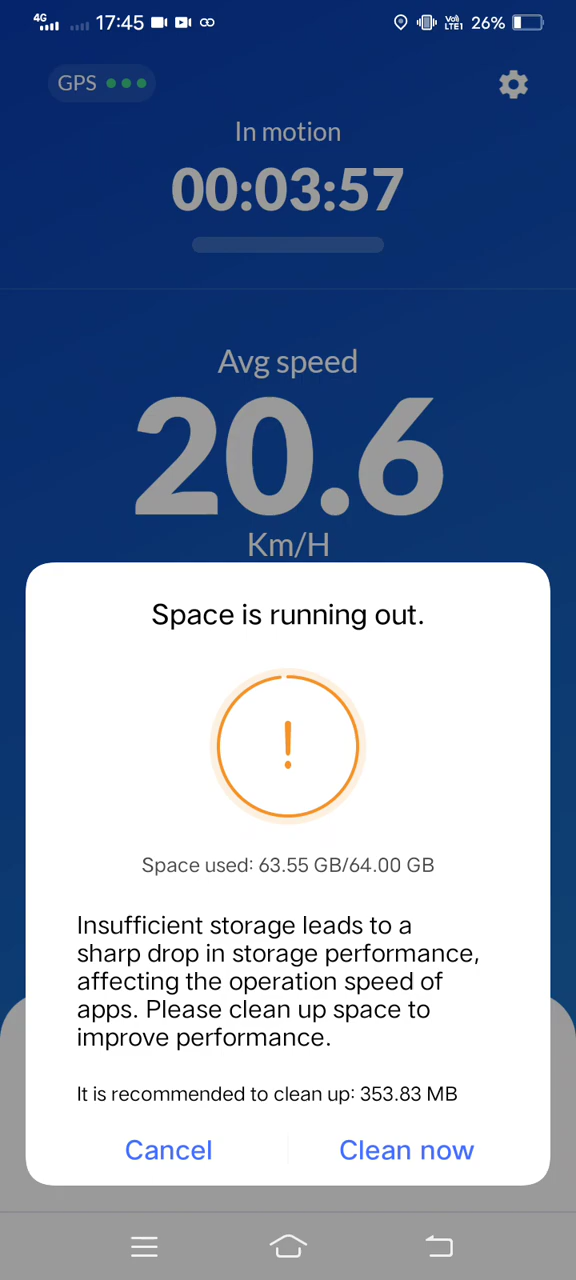 4G 17:45 Vo) LTE1 26%
GPS
In motion
00:03:57
Avg speed
20.6
Km/H
Space is running out.
!
Space used: 63.55 GB/64.00 GB
Insufficient storage leads to a
sharp drop in storage performance,
affecting the operation speed of
apps. Please clean up space to
improve performance.
It is recommended to clean up: 353.83 MB
Cancel Clean now